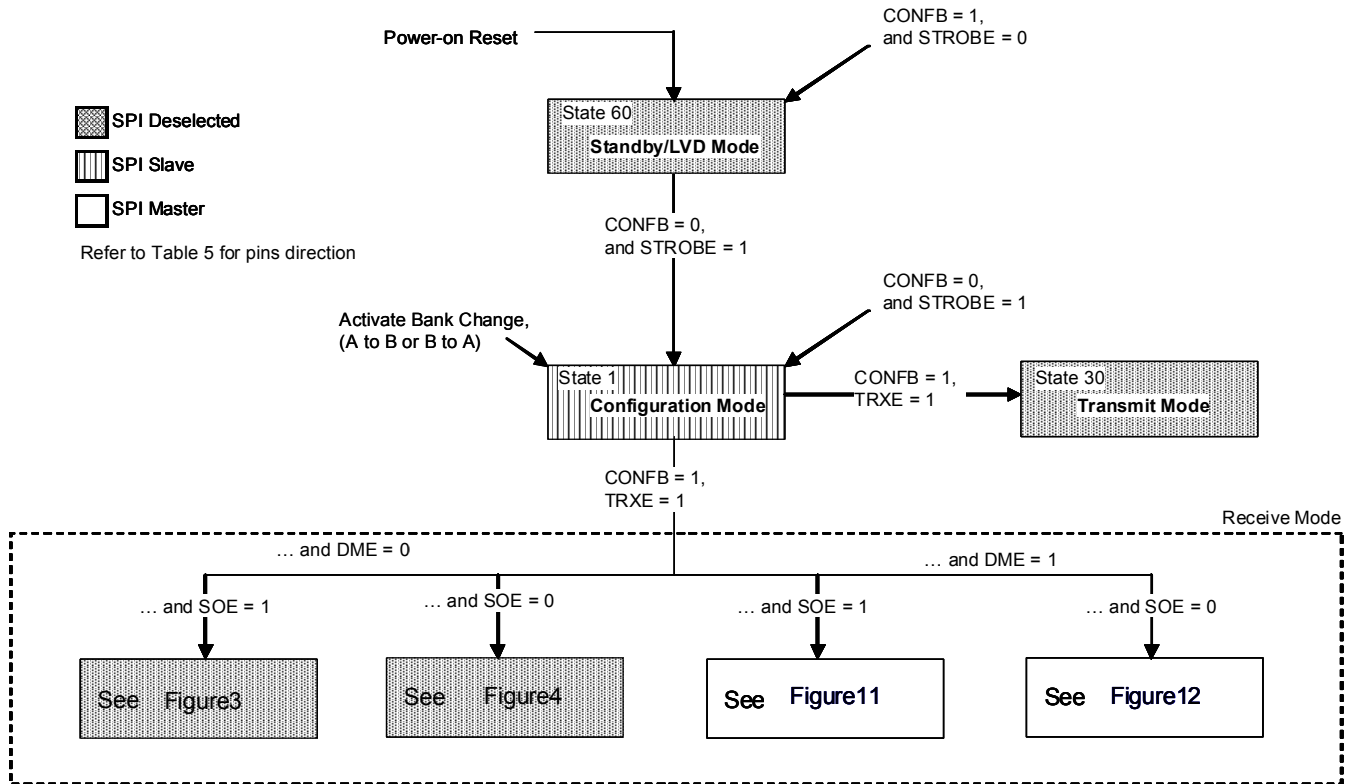 Power-on Reset
CONFB = 1,
and STROBE = 0
State 60
Standby/LVD Mode
SPI Deselected
SPI Slave
SPI Master
Refer to Table 5 for pins direction
CONFB = 0,
and STROBE = 1
CONFB = 0,
and STROBE = 1
Activate Bank Change,
(A to B or B to A)
State 1
Configuration Mode
CONFB = 1,
TRXE = 1
State 30
Transmit Mode
CONFB = 1,
TRXE = 1
Receive Mode
... and DME = 0
... and DME = 1
... and SOE = 1
... and SOE = 0
... and SOE = 1
... and SOE = 0
See Figure3
See Figure4
See Figure11
See Figure12